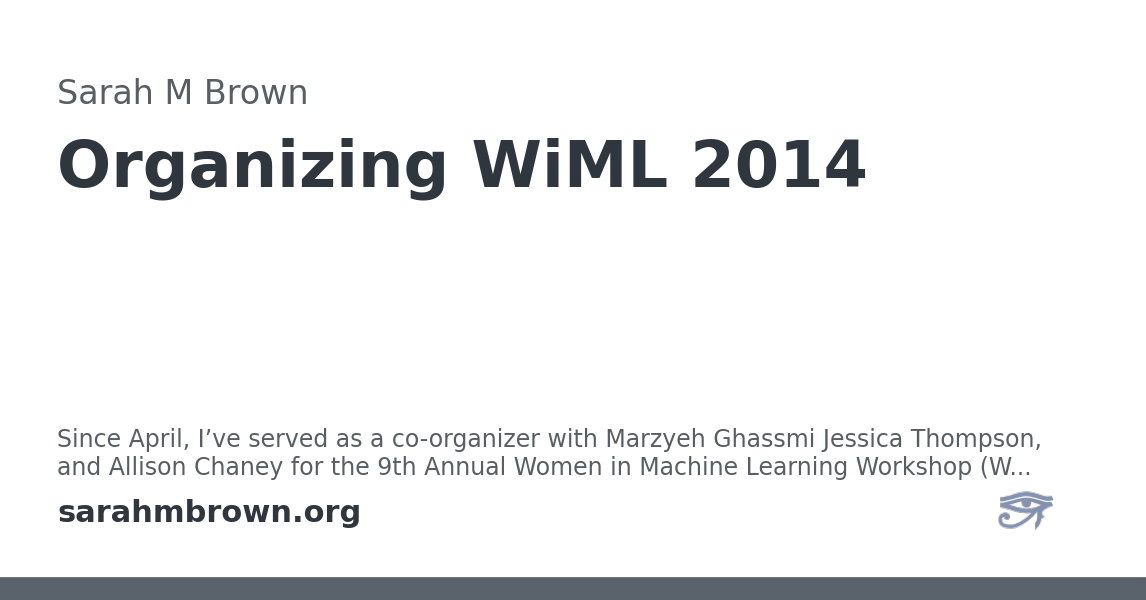 Sarah M Brown
Organizing WiML 2014
Since April, I’ve served as a co-organizer with Marzyeh Ghassmi Jessica Thompson,
and Allison Chaney for the 9th Annual Women in Machine Learning Workshop (W...
sarahmbrown.org